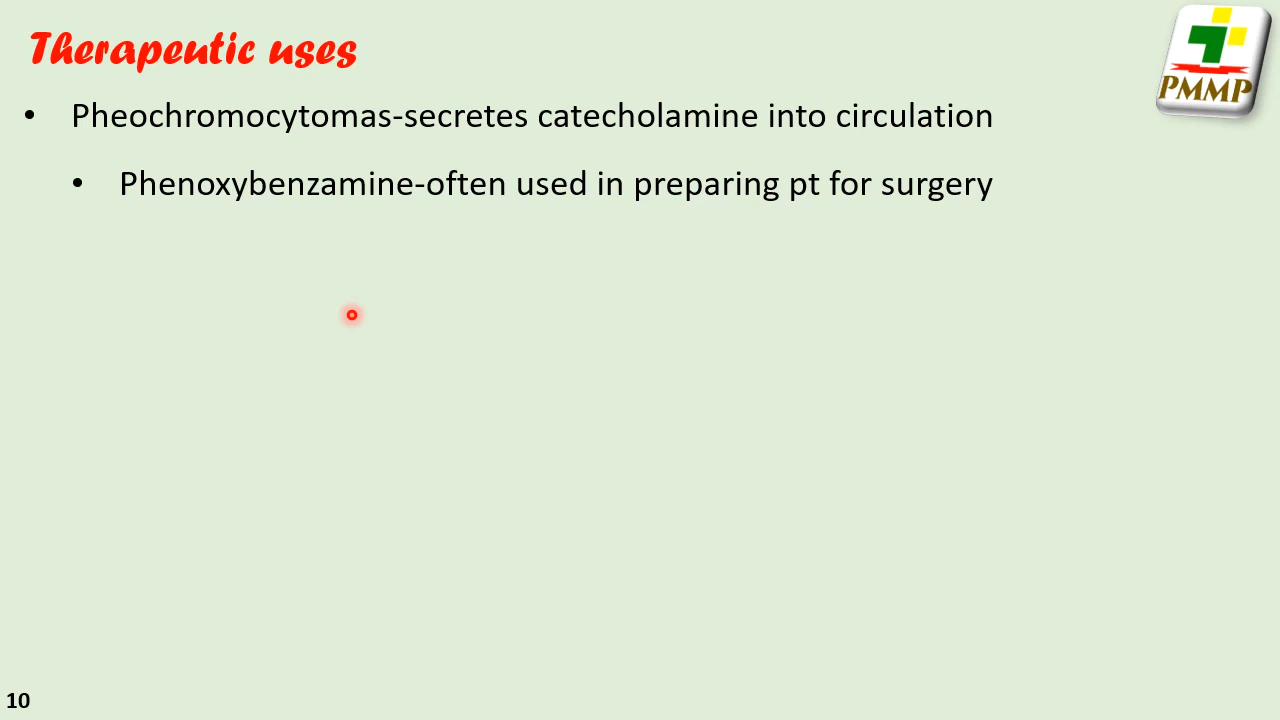 Therapeutic uses
PMMP
• Pheochromocytomas-secretes catecholamine into circulation
• Phenoxybenzamine-often used in preparing pt for surgery
10